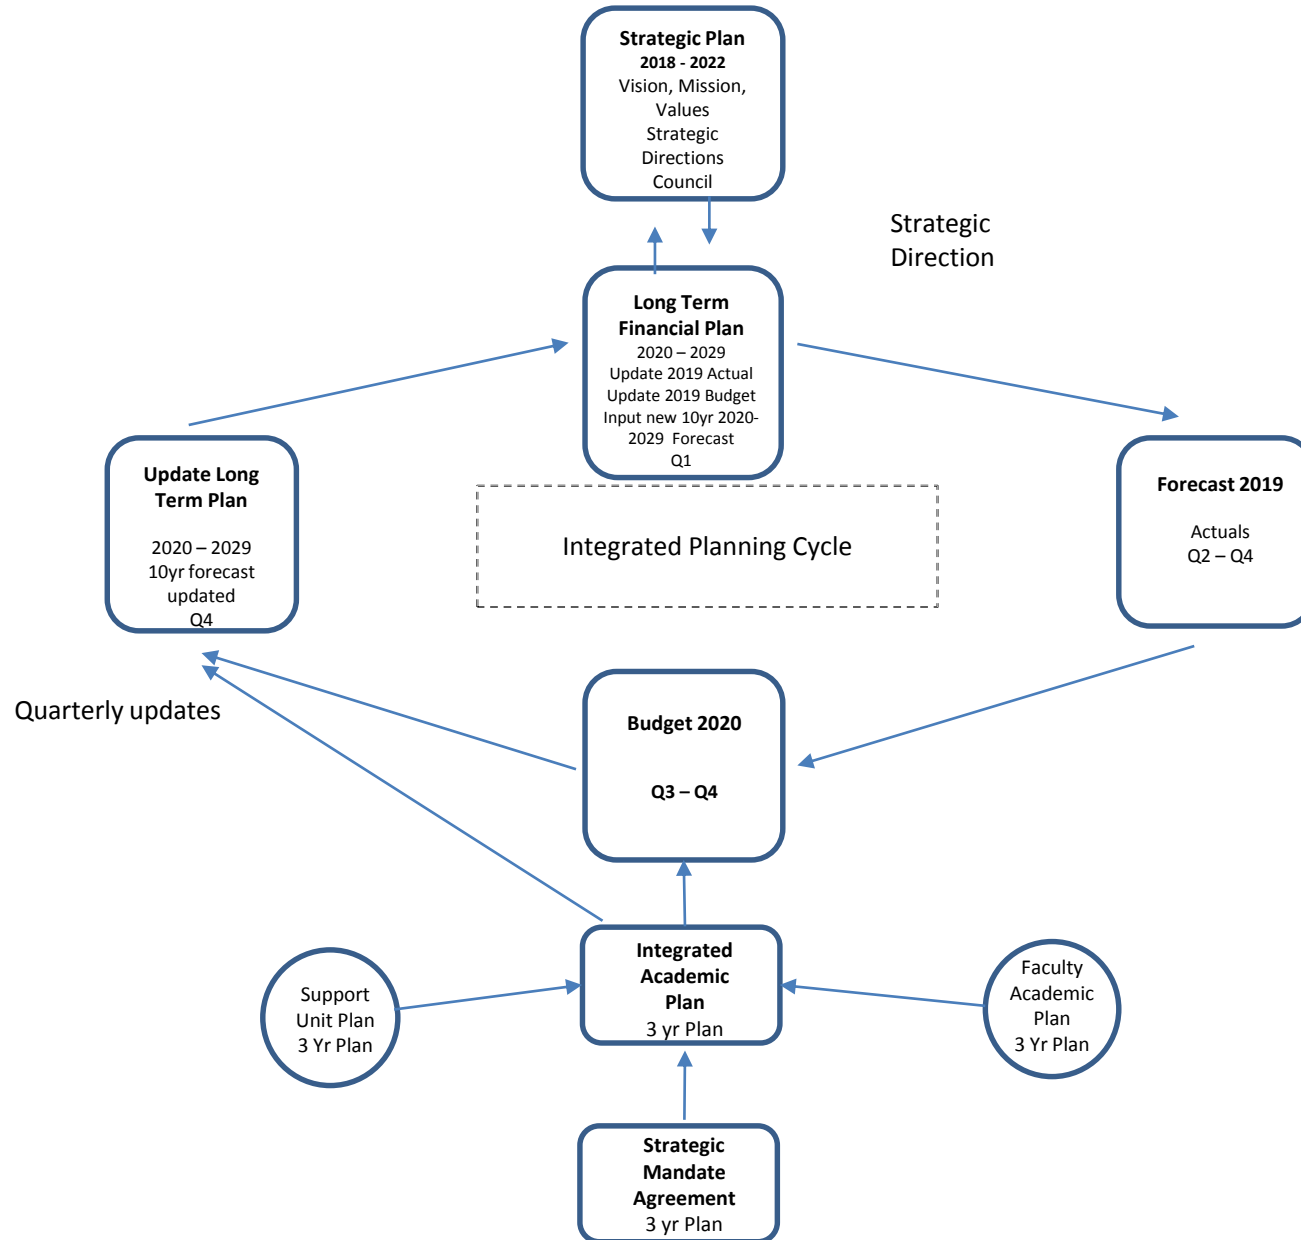 Strategic Plan
2018 - 2022
Vision, Mission,
Values
Strategic
Directions
Council
Strategic
Direction
Long Term
Financial Plan
2020 – 2029
Update 2019 Actual
Update 2019 Budget
Input new 10yr 2020-
2029 Forecast
Q1
Update Long
Term Plan
2020 – 2029
10yr forecast
updated
Q4
Forecast 2019
Actuals
Q2 – Q4
Integrated Planning Cycle
Quarterly updates
Budget 2020
Q3 – Q4
Integrated
Academic
Plan
3 yr Plan
Support
Unit Plan
3 Yr Plan
Faculty
Academic
Plan
3 Yr Plan
Strategic
Mandate
Agreement
3 yr Plan